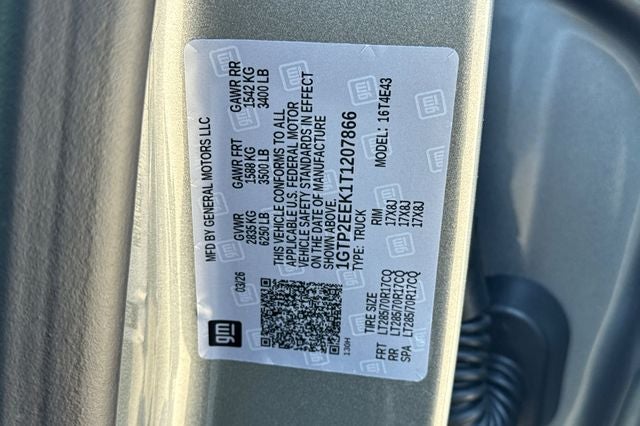 MFD BY GENERAL MOTORS LLC
03/26
GVWR GAWR FRT GAWR RR
2835 KG 1588 KG 1542 KG
6250 LB 3500 LB 3400 LB
THIS VEHICLE CONFORMS TO ALL
APPLICABLE U.S. FEDERAL MOTOR
VEHICLE SAFETY STANDARDS IN EFFECT
ON THE DATE OF MANUFACTURE
SHOWN ABOVE.
1GTP2EEK1T1207866
TYPE: TRUCK MODEL: 16T4E43
gm
130H
TIRE SIZE RIM
FRT LT285/70R17CQ 17X8J
RR LT285/70R17CQ 17X8J
SPA LT285/70R17CQ 17X8J